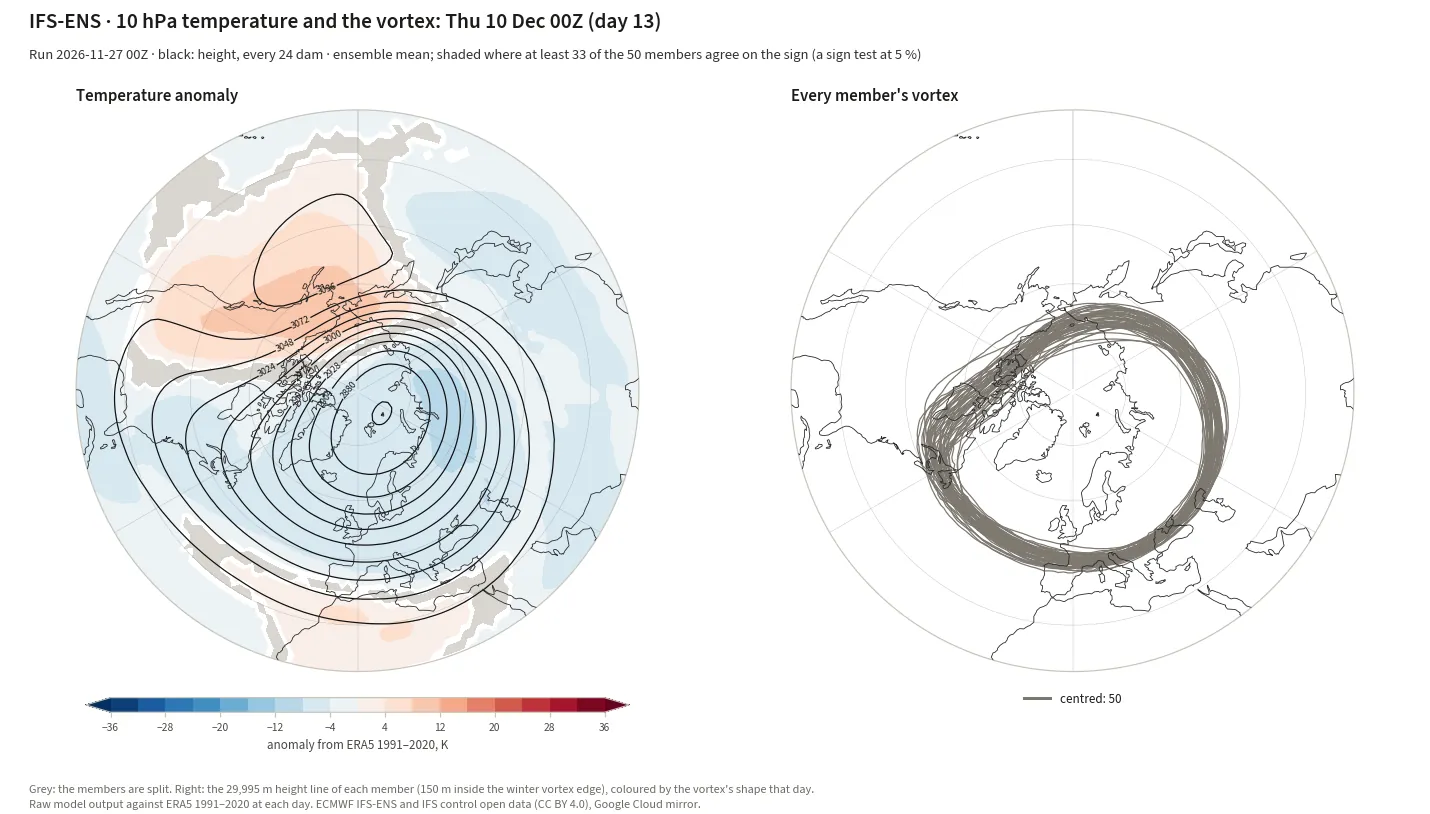 IFS-ENS · 10 hPa temperature and the vortex: Thu 10 Dec 00Z (day 13)
Run 2026-11-27 00Z · black: height, every 24 dam · ensemble mean; shaded where at least 33 of the 50 members agree on the sign (a sign test at 5 %)
Temperature anomaly
Every member's vortex
3096
3072
3048
3000
3024
2928
2880
centred: 50
−36 −28 −20 −12 −4 4 12 20 28 36
anomaly from ERA5 1991–2020, K
Grey: the members are split. Right: the 29,995 m height line of each member (150 m inside the winter vortex edge), coloured by the vortex's shape that day.
Raw model output against ERA5 1991–2020 at each day. ECMWF IFS-ENS and IFS control open data (CC BY 4.0), Google Cloud mirror.